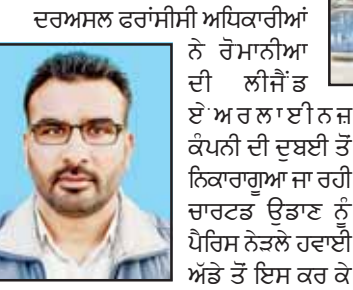 ਦਰਅਸਲ ਫਰਾਂਸੀਸੀ ਅਧਿਕਾਰੀਆਂ
ਨੇ ਰੋਮਾਨੀਆ
ਦੀ ਲੀਜੈਂਡ
ਏਅਰਲਾਈਨਜ਼
ਕੰਪਨੀ ਦੀ ਦੁਬਈ ਤੋਂ
ਨਿਕਾਰਾਗੂਆ ਜਾ ਰਹੀ
ਚਾਰਟਡ ਉਡਾਣ ਨੂੰ
ਪੈਰਿਸ ਨੇੜਲੇ ਹਵਾਈ
ਅੱਡੇ ਤੋਂ ਇਸ ਕਰ ਕੇ